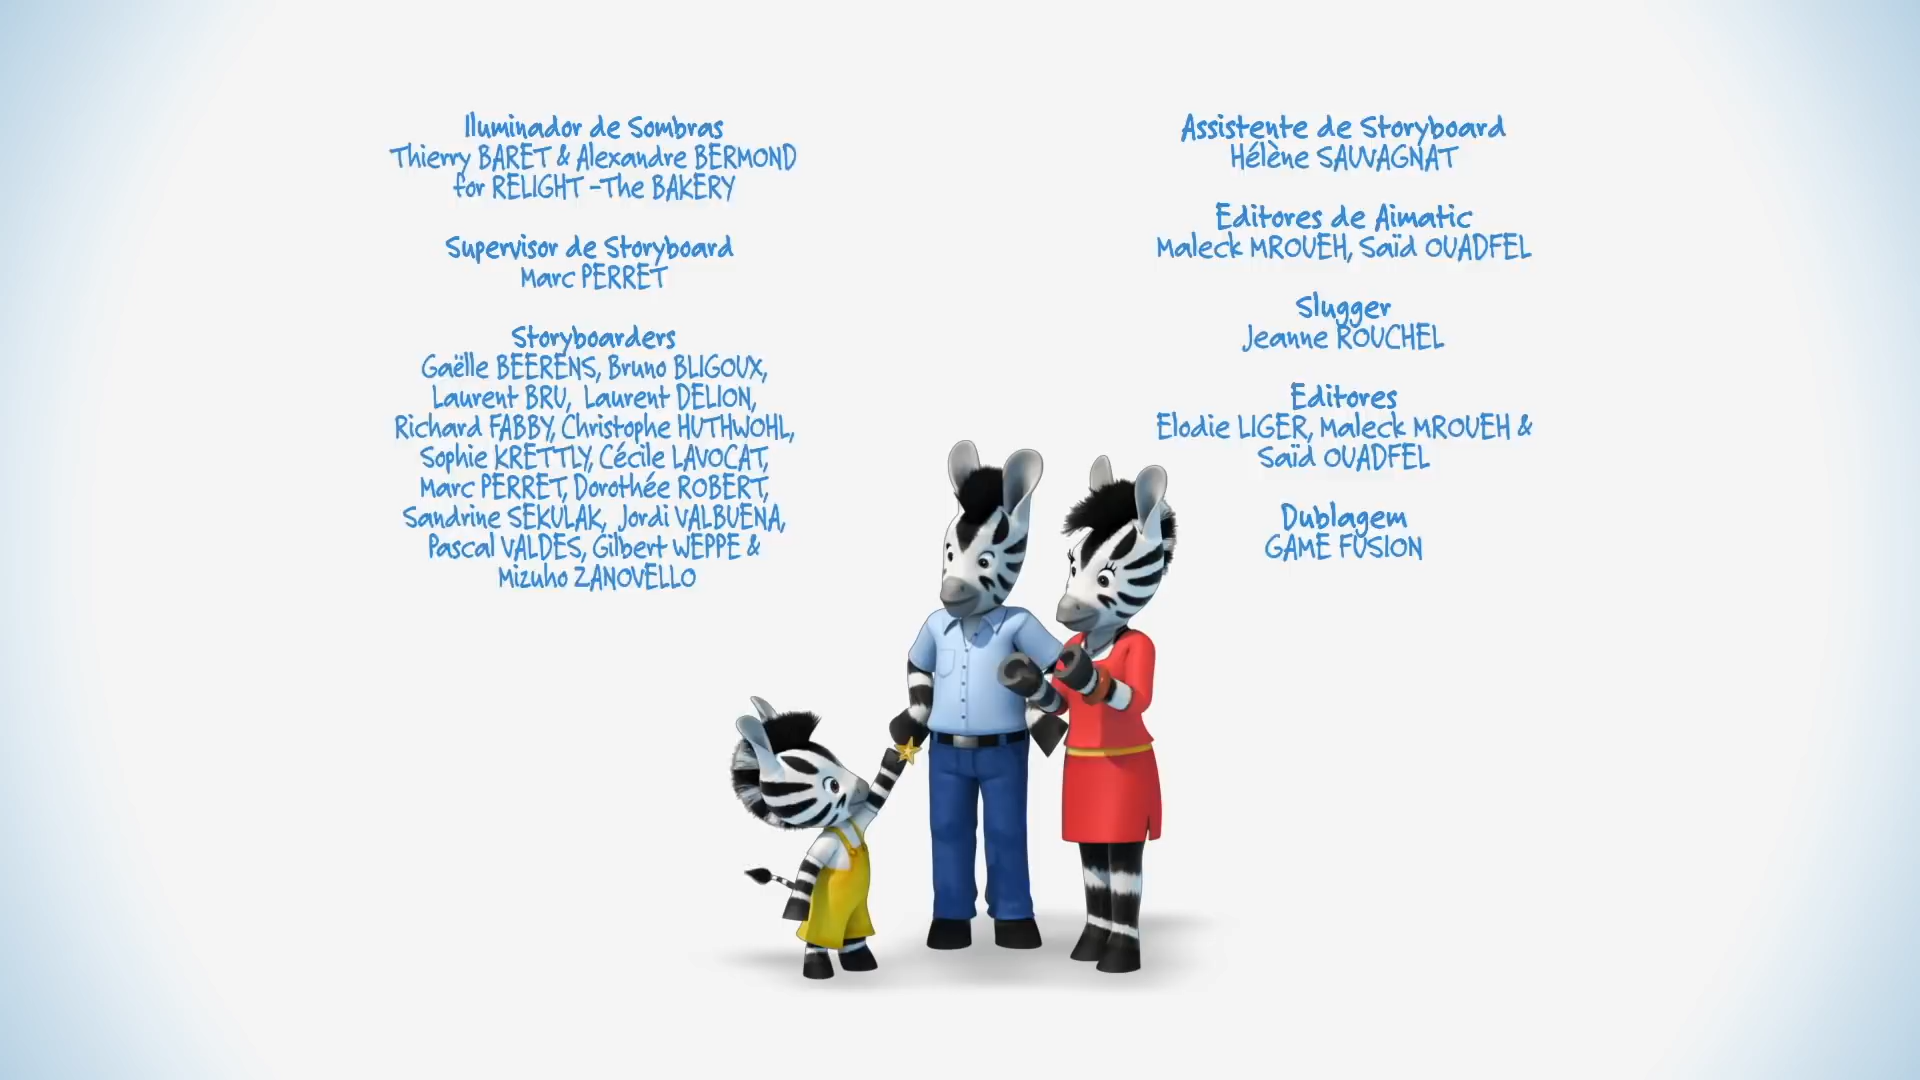 Iluminador de Sombras
Thierry BARET & Alexandre BERMOND
for RELIGHT -The BAKERY
Supervisor de Storyboard
Marc PERRET
Storyboarders
Gaëlle BEERENS, Bruno BLIGOUX,
Laurent BRU, Laurent DELION,
Richard FABBY, Christophe HUTHWOHL,
Sophie KRETTLY, Cécile LAVOCAT,
Marc PERRET, Dorothée ROBERT,
Sandrine SEKULAK, Jordi VALBUENA,
Pascal VALDES, Gilbert WEPPE &
Mizuho ZANOVELLO
Assistente de Storyboard
Hélène SAUVAGNAT
Editores de Aimatic
Maleck MROUEH, Saïd OUADFEL
Slugger
Jeanne ROUCHEL
Editores
Elodie LIGER, Maleck MROUEH &
Saïd OUADFEL
Dublagem
GAME FUSION